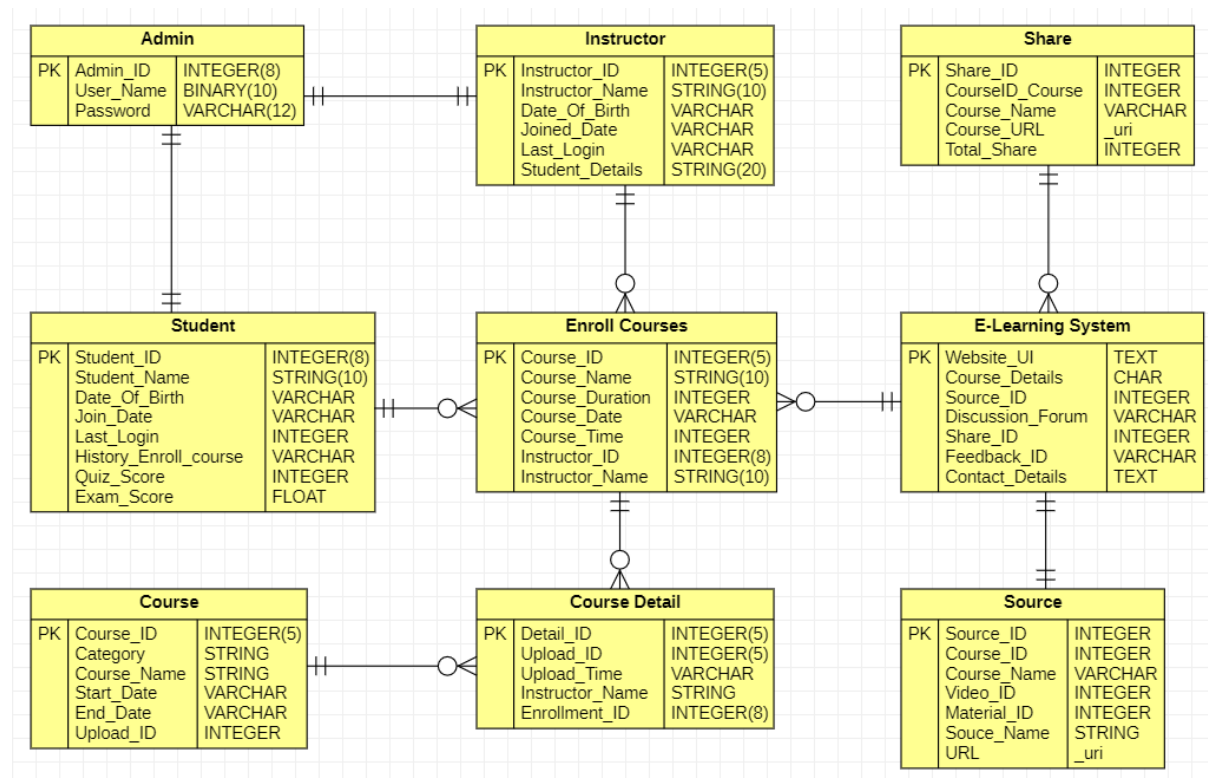 Admin
PK Admin_ID INTEGER(8)
User_Name BINARY(10)
Password VARCHAR(12)
Instructor
PK Instructor_ID INTEGER(5)
Instructor_Name STRING(10)
Date_Of_Birth VARCHAR
Joined_Date VARCHAR
Last_Login VARCHAR
Student_Details STRING(20)
Share
PK Share_ID INTEGER
CourseID_Course INTEGER
Course_Name VARCHAR
Course_URL _uri
Total_Share INTEGER
Student
PK Student_ID INTEGER(8)
Student_Name STRING(10)
Date_Of_Birth VARCHAR
Join_Date VARCHAR
Last_Login INTEGER
History_Enroll_course VARCHAR
Quiz_Score INTEGER
Exam_Score FLOAT
Enroll Courses
PK Course_ID INTEGER(5)
Course_Name STRING(10)
Course_Duration INTEGER
Course_Date VARCHAR
Course_Time INTEGER
Instructor_ID INTEGER(8)
Instructor_Name STRING(10)
E-Learning System
PK Website_UI TEXT
Course_Details CHAR
Source_ID INTEGER
Discussion_Forum VARCHAR
Share_ID INTEGER
Feedback_ID VARCHAR
Contact_Details TEXT
Course
PK Course_ID INTEGER(5)
Category STRING
Course_Name STRING
Start_Date VARCHAR
End_Date VARCHAR
Upload_ID INTEGER
Course Detail
PK Detail_ID INTEGER(5)
Upload_ID INTEGER(5)
Upload_Time VARCHAR
Instructor_Name STRING
Enrollment_ID INTEGER(8)
Source
PK Source_ID INTEGER
Course_ID INTEGER
Course_Name VARCHAR
Video_ID INTEGER
Material_ID INTEGER
Souce_Name STRING
URL _uri